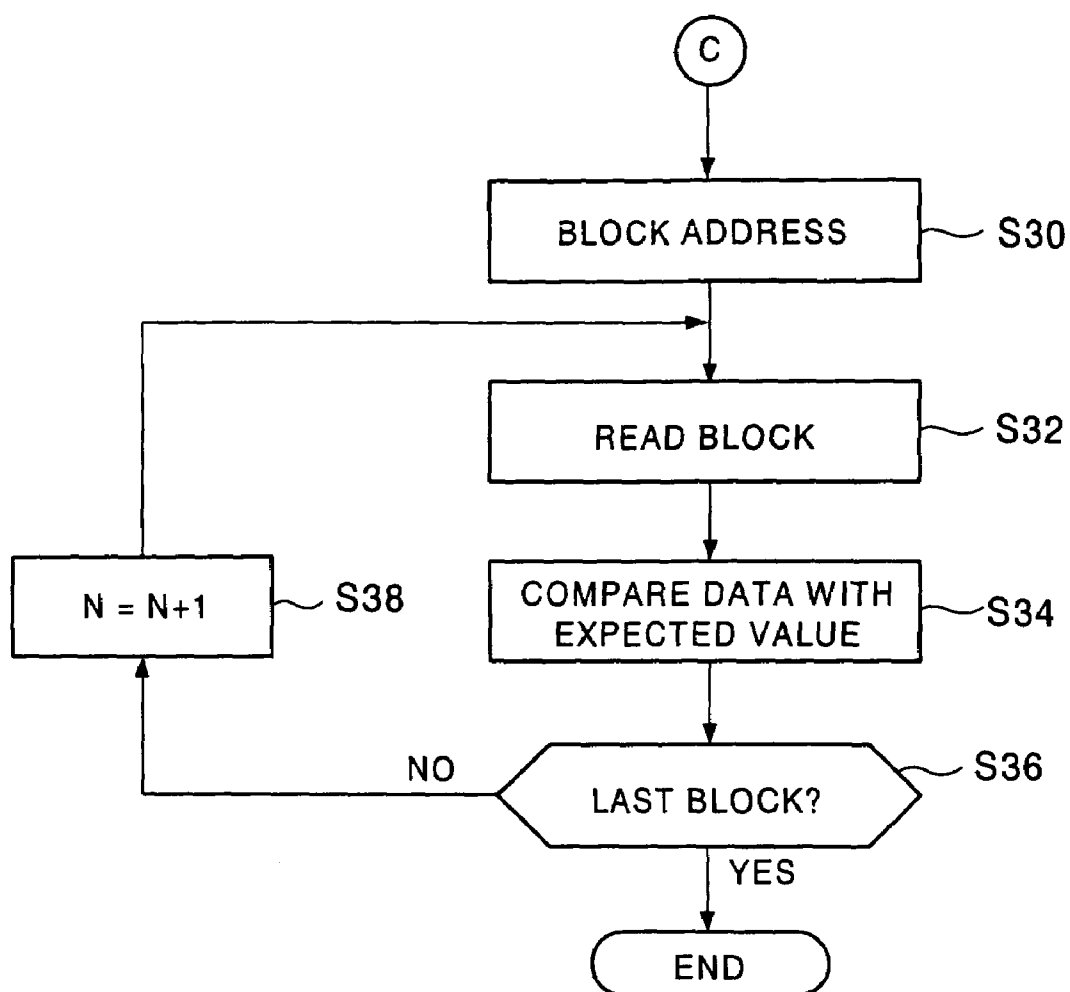 C
BLOCK ADDRESS
S30
READ BLOCK
S32
N = N+1
S38
COMPARE DATA WITH
EXPECTED VALUE
S34
NO
LAST BLOCK?
S36
YES
END